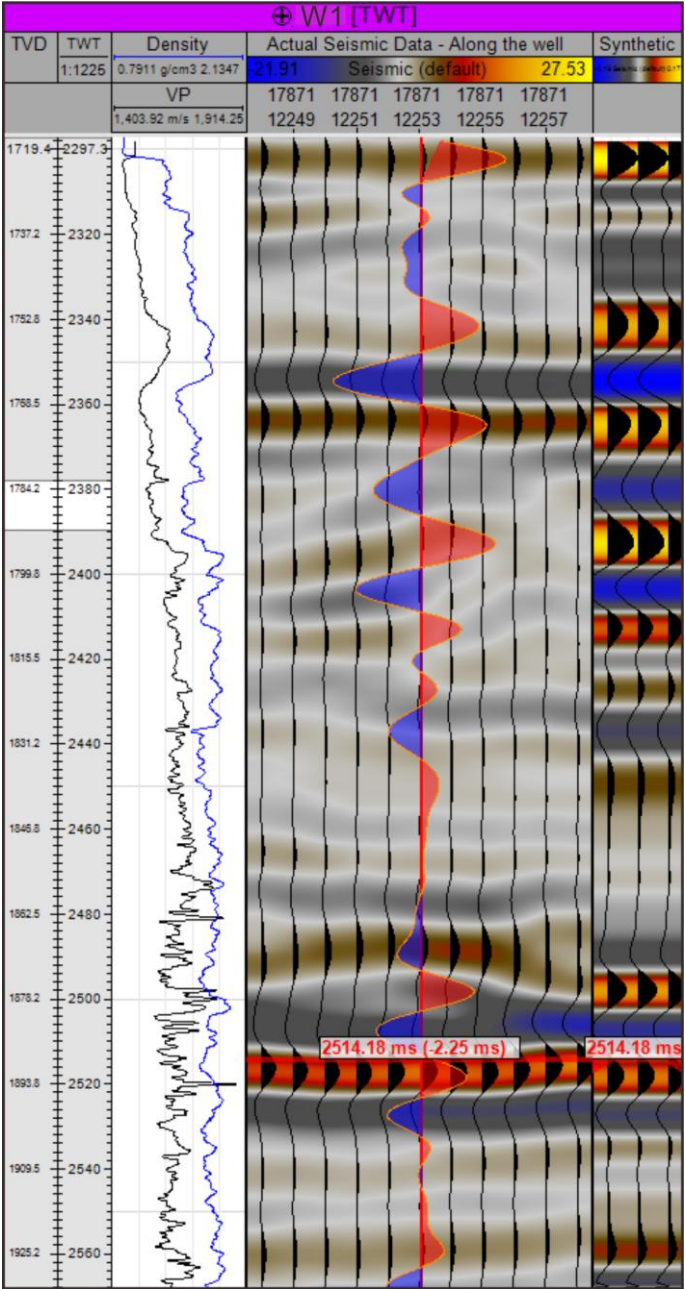 W1 [TWT]
TVD TWT Density Actual Seismic Data - Along the well Synthetic
1:1225 0.7911 g/cm3 2.1347 -21.91 Seismic (default) 27.53
VP 17871 17871 17871 17871 17871
1,403.92 m/s 1,914.25 12249 12251 12253 12255 12257
1719.4 2297.3
1737.2 2320
1752.8 2340
1768.5 2360
1784.2 2380
1799.8 2400
1815.5 2420
1831.2 2440
1846.8 2460
1862.5 2480
1878.2 2500
2514.18 ms (-2.25 ms) 2514.18 ms
1893.8 2520
1909.5 2540
1925.2 2560